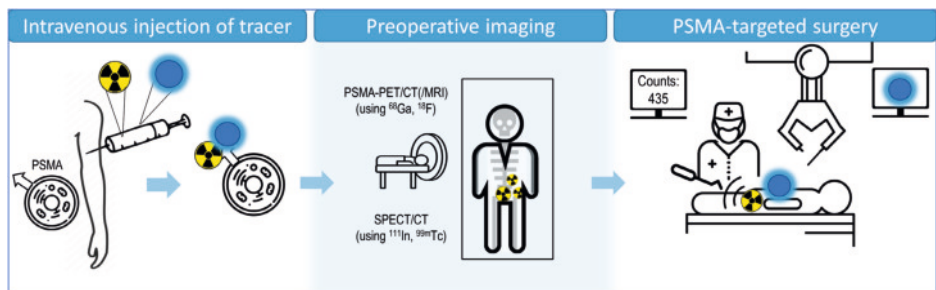 Intravenous injection of tracer
Preoperative imaging
PSMA-targeted surgery
PSMA
PSMA-PET/CT(/MRI)
(using ⁶⁸Ga, ¹⁸F)
SPECT/CT
(using ¹¹¹In, ⁹⁹ᵐTc)
Counts:
435